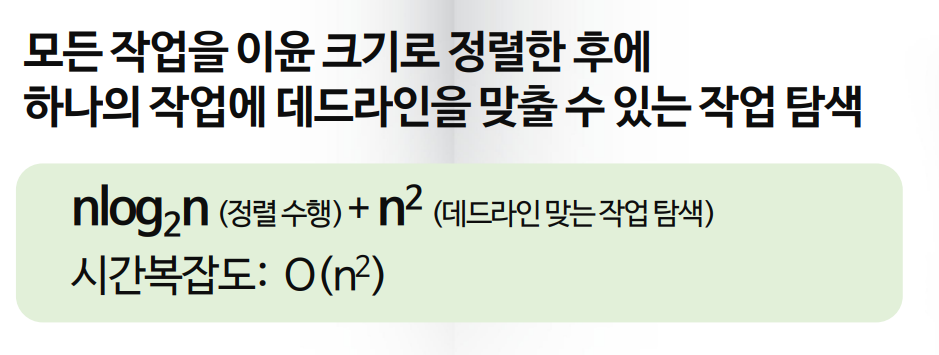 모든 작업을 이윤 크기로 정렬한 후에
하나의 작업에 데드라인을 맞출 수 있는 작업 탐색
nlog₂n (정렬 수행) + n² (데드라인 맞는 작업 탐색)
시간복잡도: O(n²)